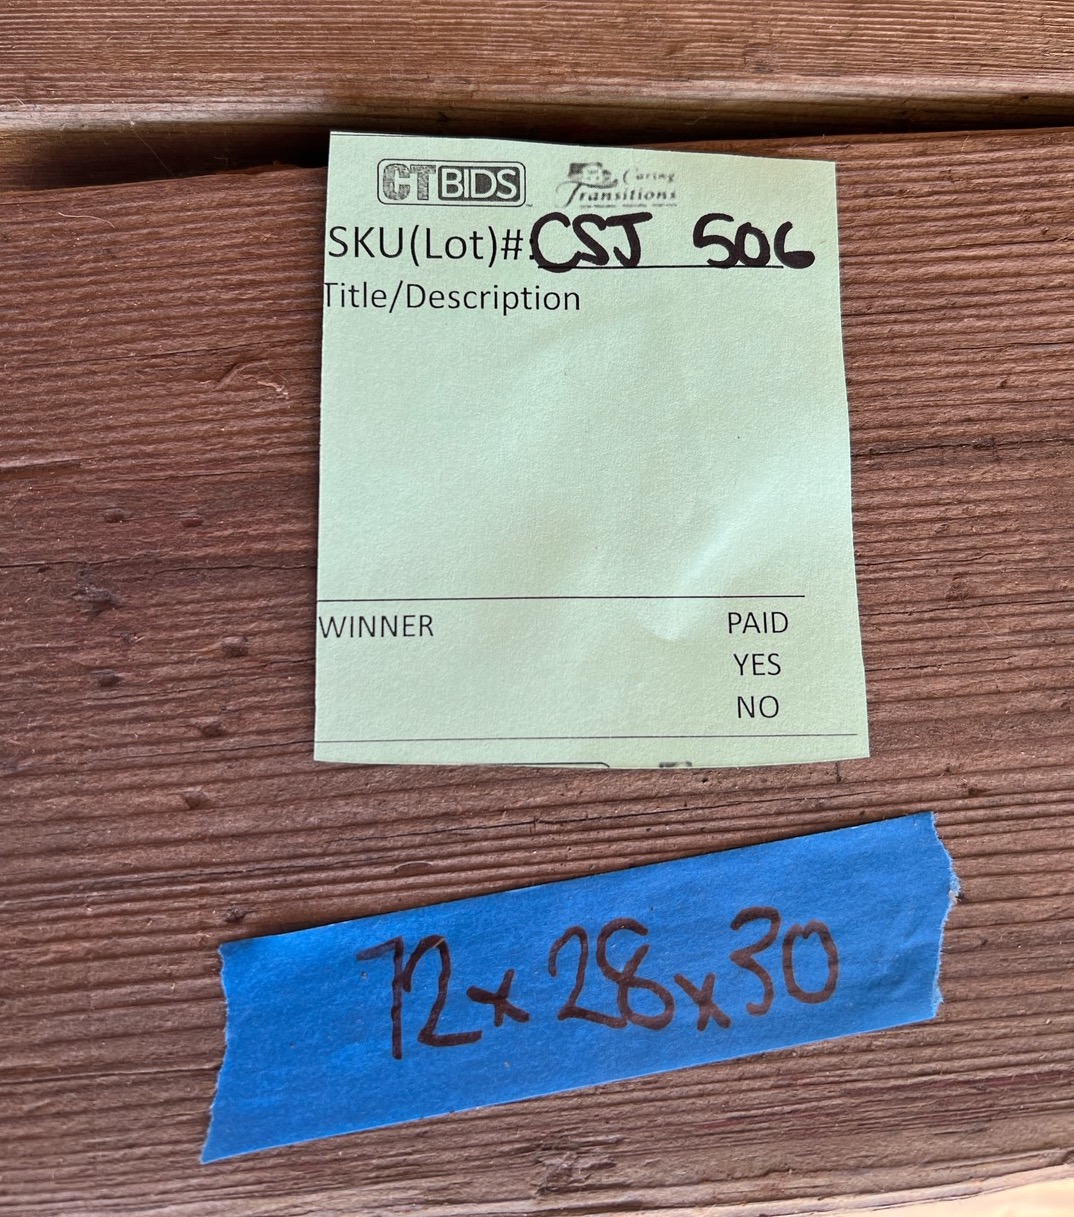 CTBIDS Caring
Transitions
SKU(Lot)#: CSJ 506
Title/Description
WINNER PAID
YES
NO
72x28x30